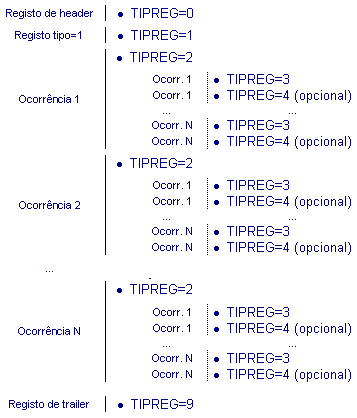 Registo de header • TIPREG=0
Registo tipo=1 • TIPREG=1
• TIPREG=2
Ocorr. 1 • TIPREG=3
Ocorrência 1 Ocorr. 1 • TIPREG=4 (opcional)
... ...
Ocorr. N • TIPREG=3
Ocorr. N • TIPREG=4 (opcional)
• TIPREG=2
Ocorr. 1 • TIPREG=3
Ocorrência 2 Ocorr. 1 • TIPREG=4 (opcional)
... ...
Ocorr. N • TIPREG=3
Ocorr. N • TIPREG=4 (opcional)
...
• TIPREG=2
Ocorr. 1 • TIPREG=3
Ocorrência N Ocorr. 1 • TIPREG=4 (opcional)
... ...
Ocorr. N • TIPREG=3
Ocorr. N • TIPREG=4 (opcional)
Registo de trailer • TIPREG=9